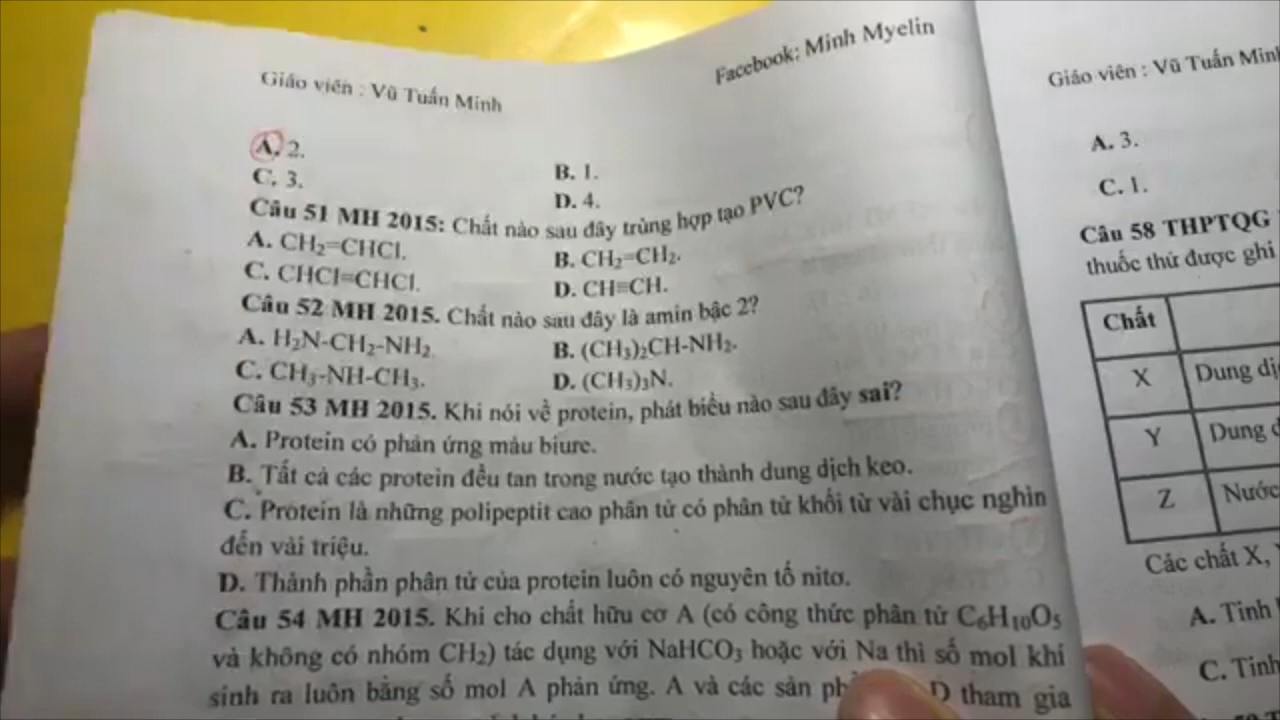 Giáo viên : Vũ Tuấn Minh
Facebook: Minh Myelin
A. 2.
B. 1.
C. 3.
D. 4.
Câu 51 MH 2015: Chất nào sau đây trùng hợp tạo PVC?
A. CH₂=CHCl.
B. CH₂=CH₂.
C. CHCl=CHCl.
D. CH≡CH.
Câu 52 MH 2015. Chất nào sau đây là amin bậc 2?
A. H₂N-CH₂-NH₂
B. (CH₃)₂CH-NH₂.
C. CH₃-NH-CH₃.
D. (CH₃)₃N.
Câu 53 MH 2015. Khi nói về protein, phát biểu nào sau đây sai?
A. Protein có phản ứng màu biure.
B. Tất cả các protein đều tan trong nước tạo thành dung dịch keo.
C. Protein là những polipeptit cao phân tử có phân tử khối từ vài chục nghìn
đến vài triệu.
D. Thành phần phân tử của protein luôn có nguyên tố nitơ.
Câu 54 MH 2015. Khi cho chất hữu cơ A (có công thức phân tử C₆H₁₀O₅
và không có nhóm CH₂) tác dụng với NaHCO₃ hoặc với Na thì số mol khí
sinh ra luôn bằng số mol A phản ứng. A và các sản D tham gia
Giáo viên : Vũ Tuấn Minh
A. 3.
C. 1.
Câu 58 THPTQG
thuốc thử được ghi
Chất
X
Dung
Y
Dung
Z
Nước
Các chất X,
A. Tinh
C. Tinh